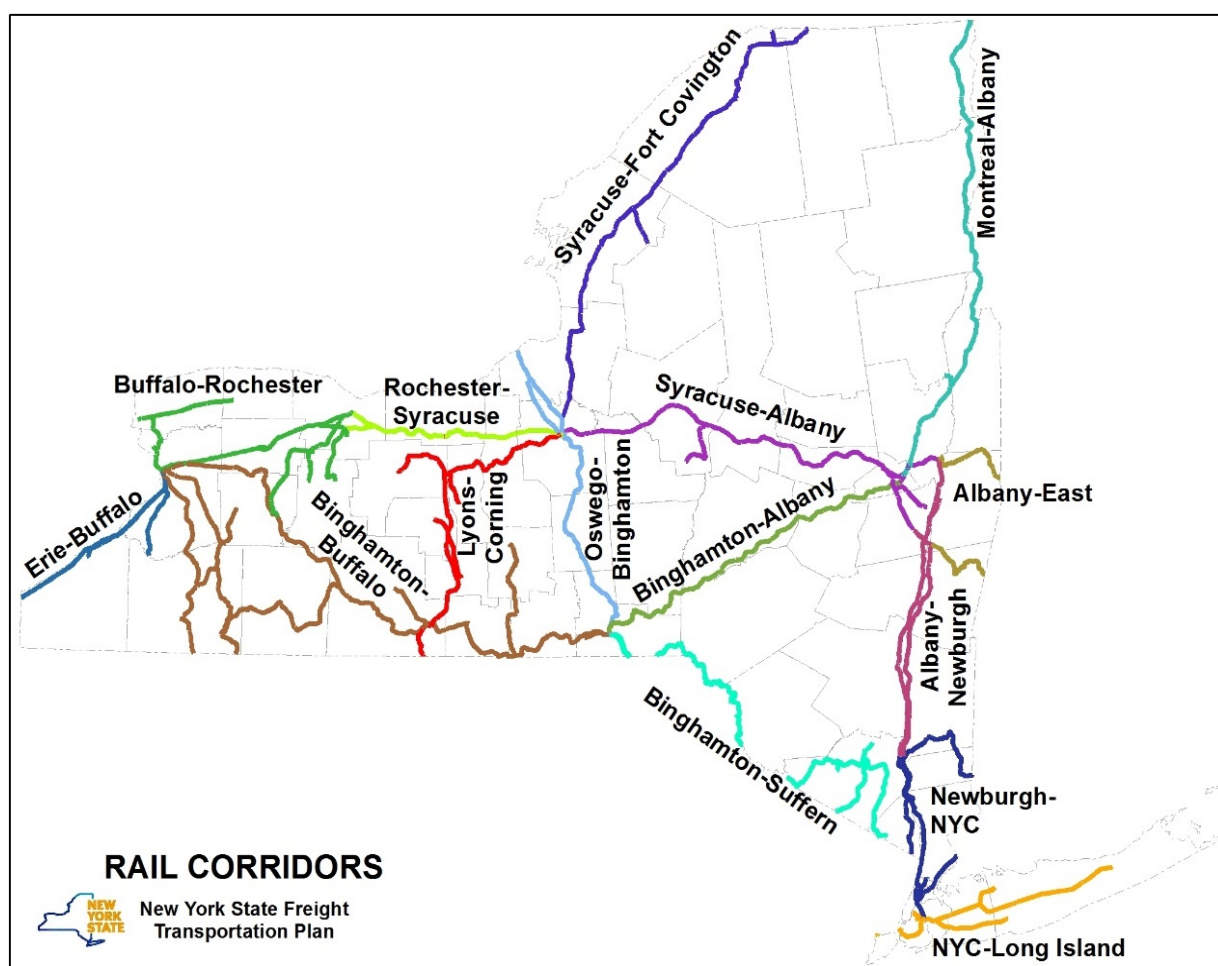 Syracuse-Fort Covington
Montreal-Albany
Buffalo-Rochester
Rochester-
Syracuse
Syracuse-Albany
Erie-Buffalo
Binghamton-
Buffalo
Lyons-
Corning
Oswego-
Binghamton
Binghamton-Albany
Albany-East
Albany-
Newburgh
Binghamton-Suffern
Newburgh-
NYC
NYC-Long Island
RAIL CORRIDORS
NEW
YORK
STATE
New York State Freight
Transportation Plan